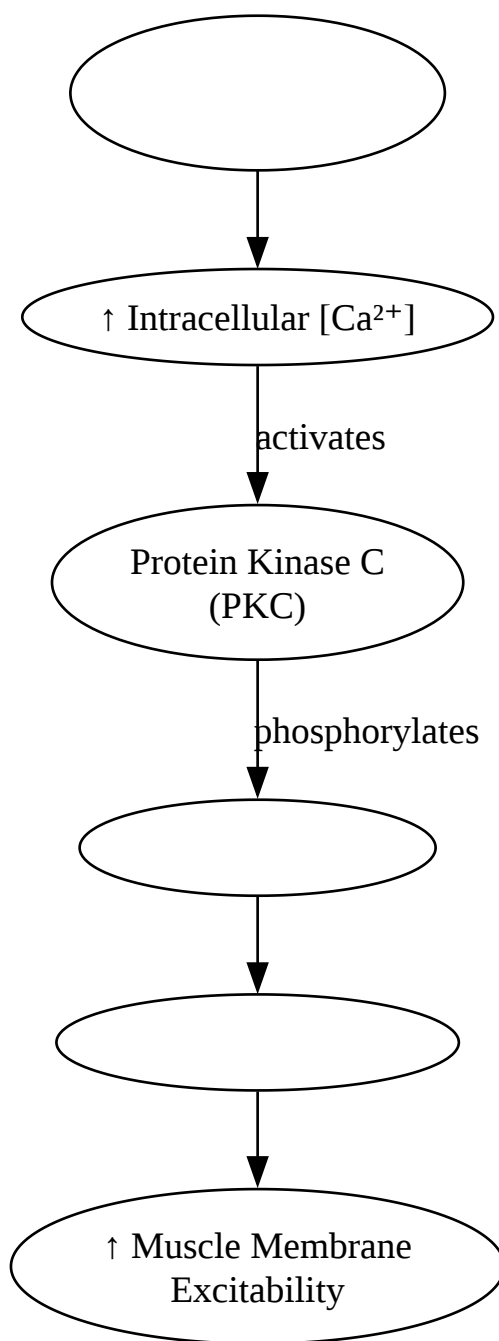 ↑ Intracellular [Ca²⁺]
activates
Protein Kinase C
(PKC)
phosphorylates
↑ Muscle Membrane
Excitability